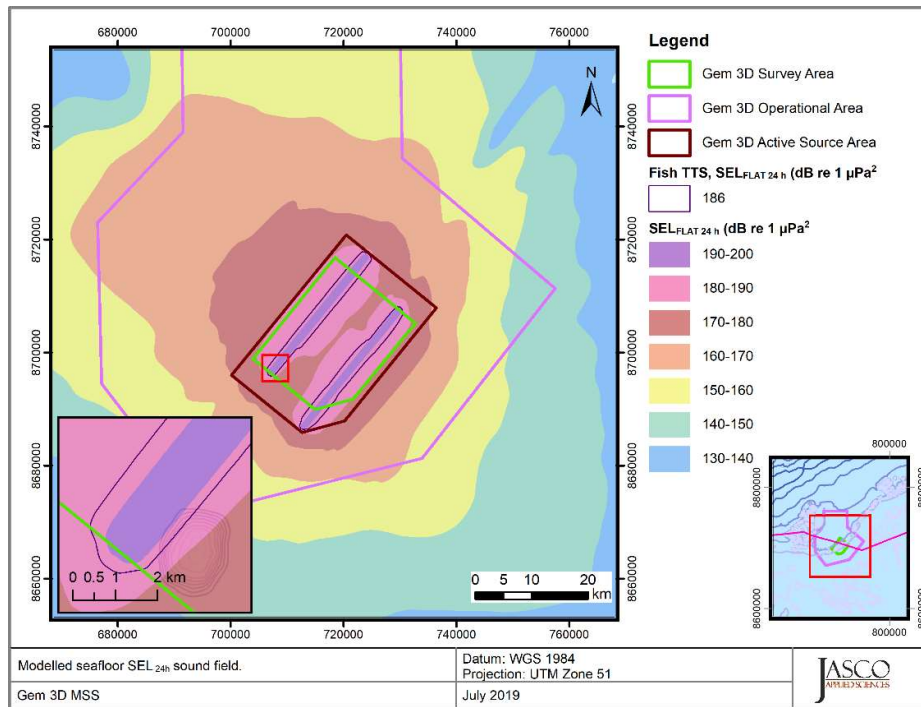 680000 700000 720000 740000 760000
8740000
8720000
8700000
8680000
8660000
8740000
8720000
8700000
8680000
8660000
N
0 0.5 1 2 km
0 5 10 20
km
680000 700000 720000 740000 760000
Legend
Gem 3D Survey Area
Gem 3D Operational Area
Gem 3D Active Source Area
Fish TTS, SELFLAT 24 h (dB re 1 µPa²
186
SELFLAT 24 h (dB re 1 µPa²
190-200
180-190
170-180
160-170
150-160
140-150
130-140
800000
8800000
8800000
8600000
8600000
800000
Modelled seafloor SEL 24h sound field.
Datum: WGS 1984
Projection: UTM Zone 51
Gem 3D MSS
July 2019
JASCO
APPLIED SCIENCES